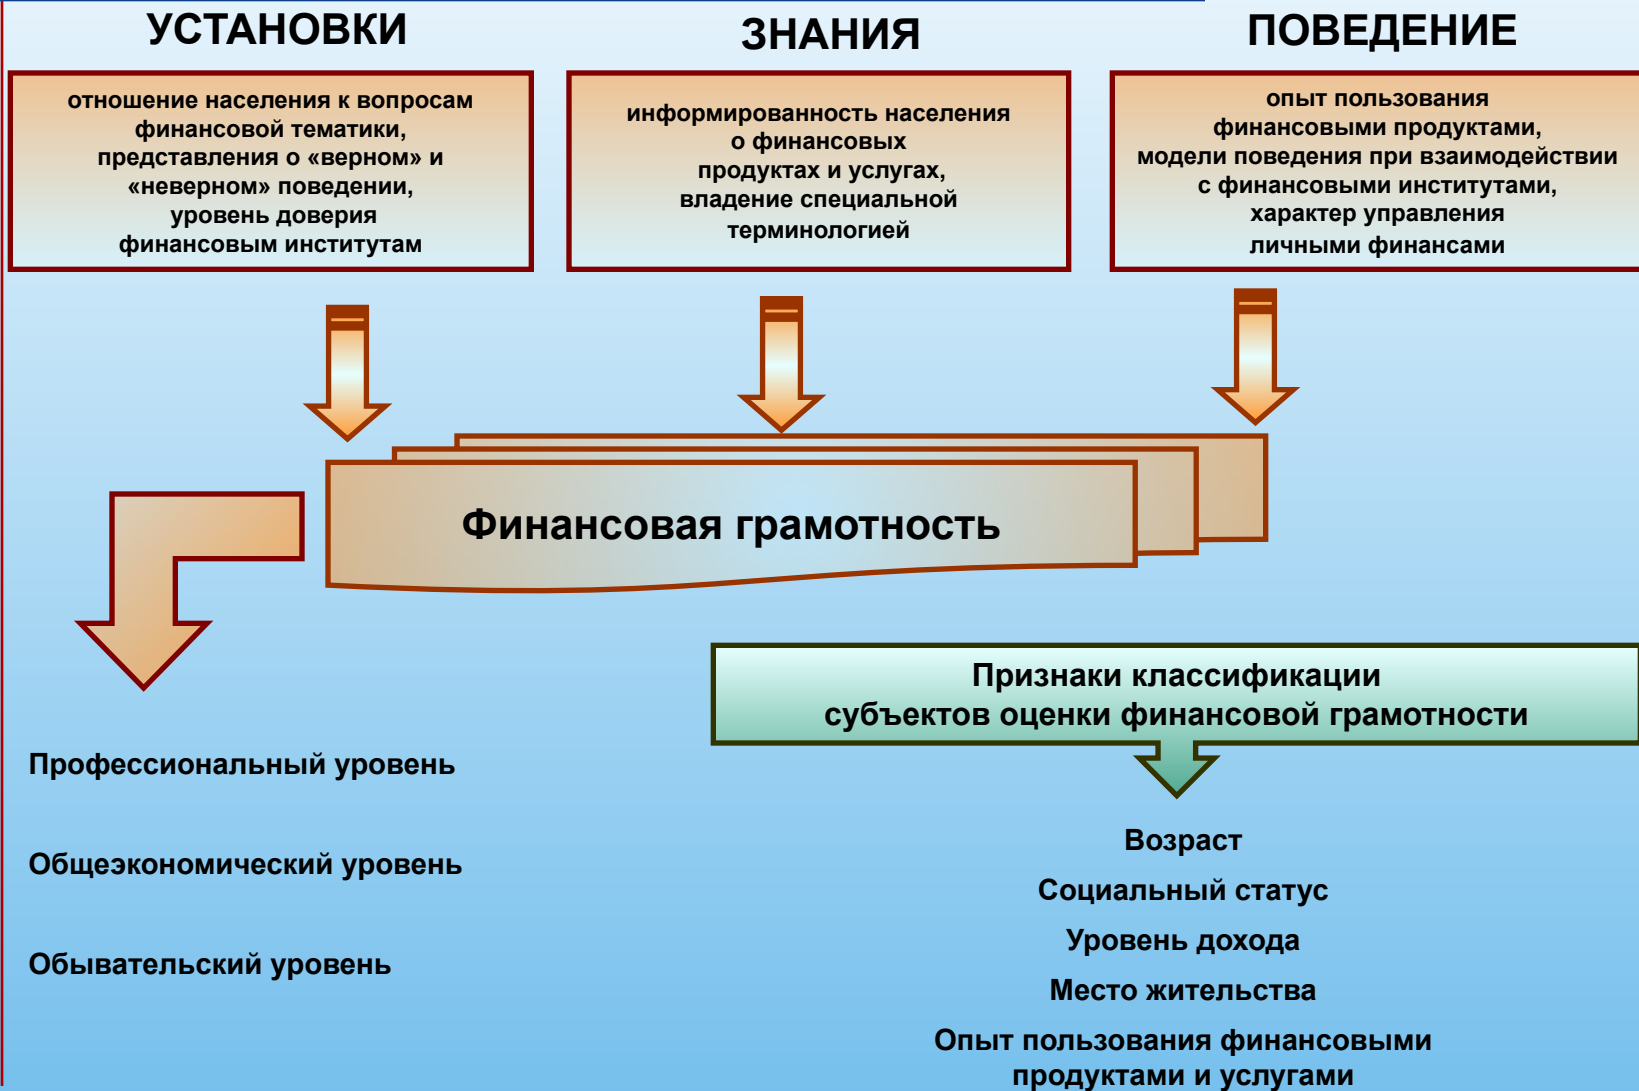 УСТАНОВКИ
отношение населения к вопросам
финансовой тематики,
представления о «верном» и
«неверном» поведении,
уровень доверия
финансовым институтам
ЗНАНИЯ
информированность населения
о финансовых
продуктах и услугах,
владение специальной
терминологией
ПОВЕДЕНИЕ
опыт пользования
финансовыми продуктами,
модели поведения при взаимодействии
с финансовыми институтами,
характер управления
личными финансами
Финансовая грамотность
Профессиональный уровень
Общеэкономический уровень
Обывательский уровень
Признаки классификации
субъектов оценки финансовой грамотности
Возраст
Социальный статус
Уровень дохода
Место жительства
Опыт пользования финансовыми
продуктами и услугами